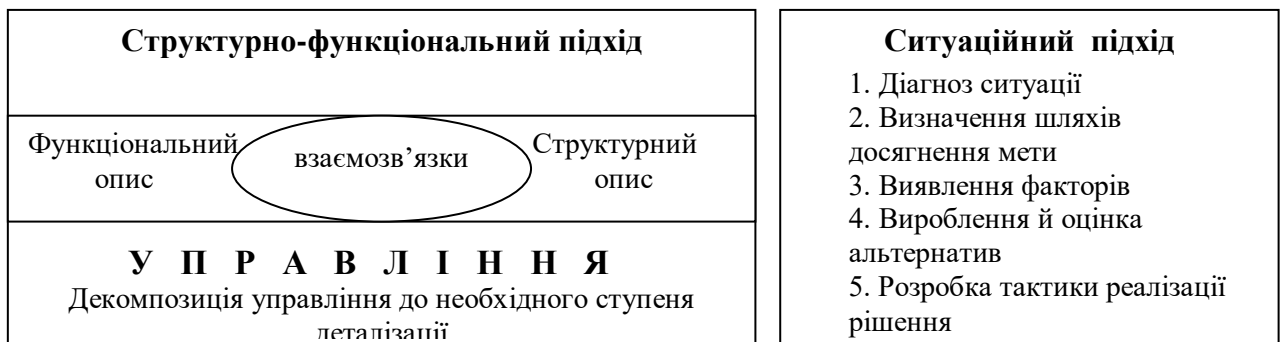 Структурно-функціональний підхід
Функціональний
опис
взаємозв’язки
Структурний
опис
У П Р А В Л І Н Н Я
Декомпозиція управління до необхідного ступеня
деталізації
Ситуаційний підхід
1. Діагноз ситуації
2. Визначення шляхів
досягнення мети
3. Виявлення факторів
4. Вироблення й оцінка
альтернатив
5. Розробка тактики реалізації
рішення